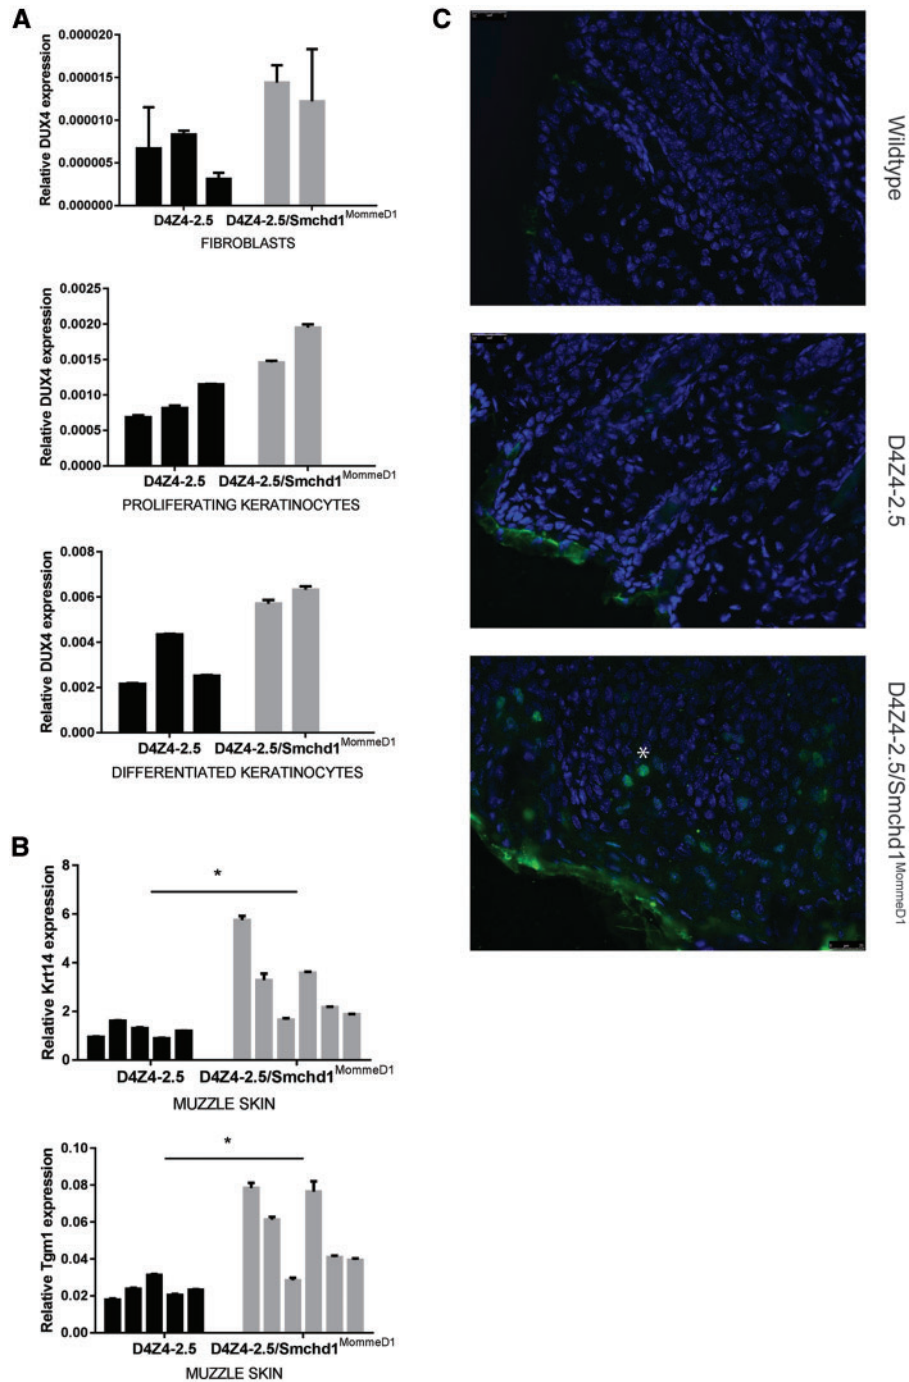 A
Relative DUX4 expression
0.000020
0.000015
0.000010
0.000005
0.000000
D4Z4-2.5 D4Z4-2.5/Smchd1MommeD1
FIBROBLASTS
Relative DUX4 expression
0.0025
0.0020
0.0015
0.0010
0.0005
0.0000
D4Z4-2.5 D4Z4-2.5/Smchd1MommeD1
PROLIFERATING KERATINOCYTES
Relative DUX4 expression
0.008
0.006
0.004
0.002
0.000
D4Z4-2.5 D4Z4-2.5/Smchd1MommeD1
DIFFERENTIATED KERATINOCYTES
B
Relative Krt14 expression
8
6
4
2
0
*
D4Z4-2.5 D4Z4-2.5/Smchd1MommeD1
MUZZLE SKIN
Relative Tgm1 expression
0.10
0.08
0.06
0.04
0.02
0.00
*
D4Z4-2.5 D4Z4-2.5/Smchd1MommeD1
MUZZLE SKIN
C
Wildtype
D4Z4-2.5
*
D4Z4-2.5/Smchd1MommeD1